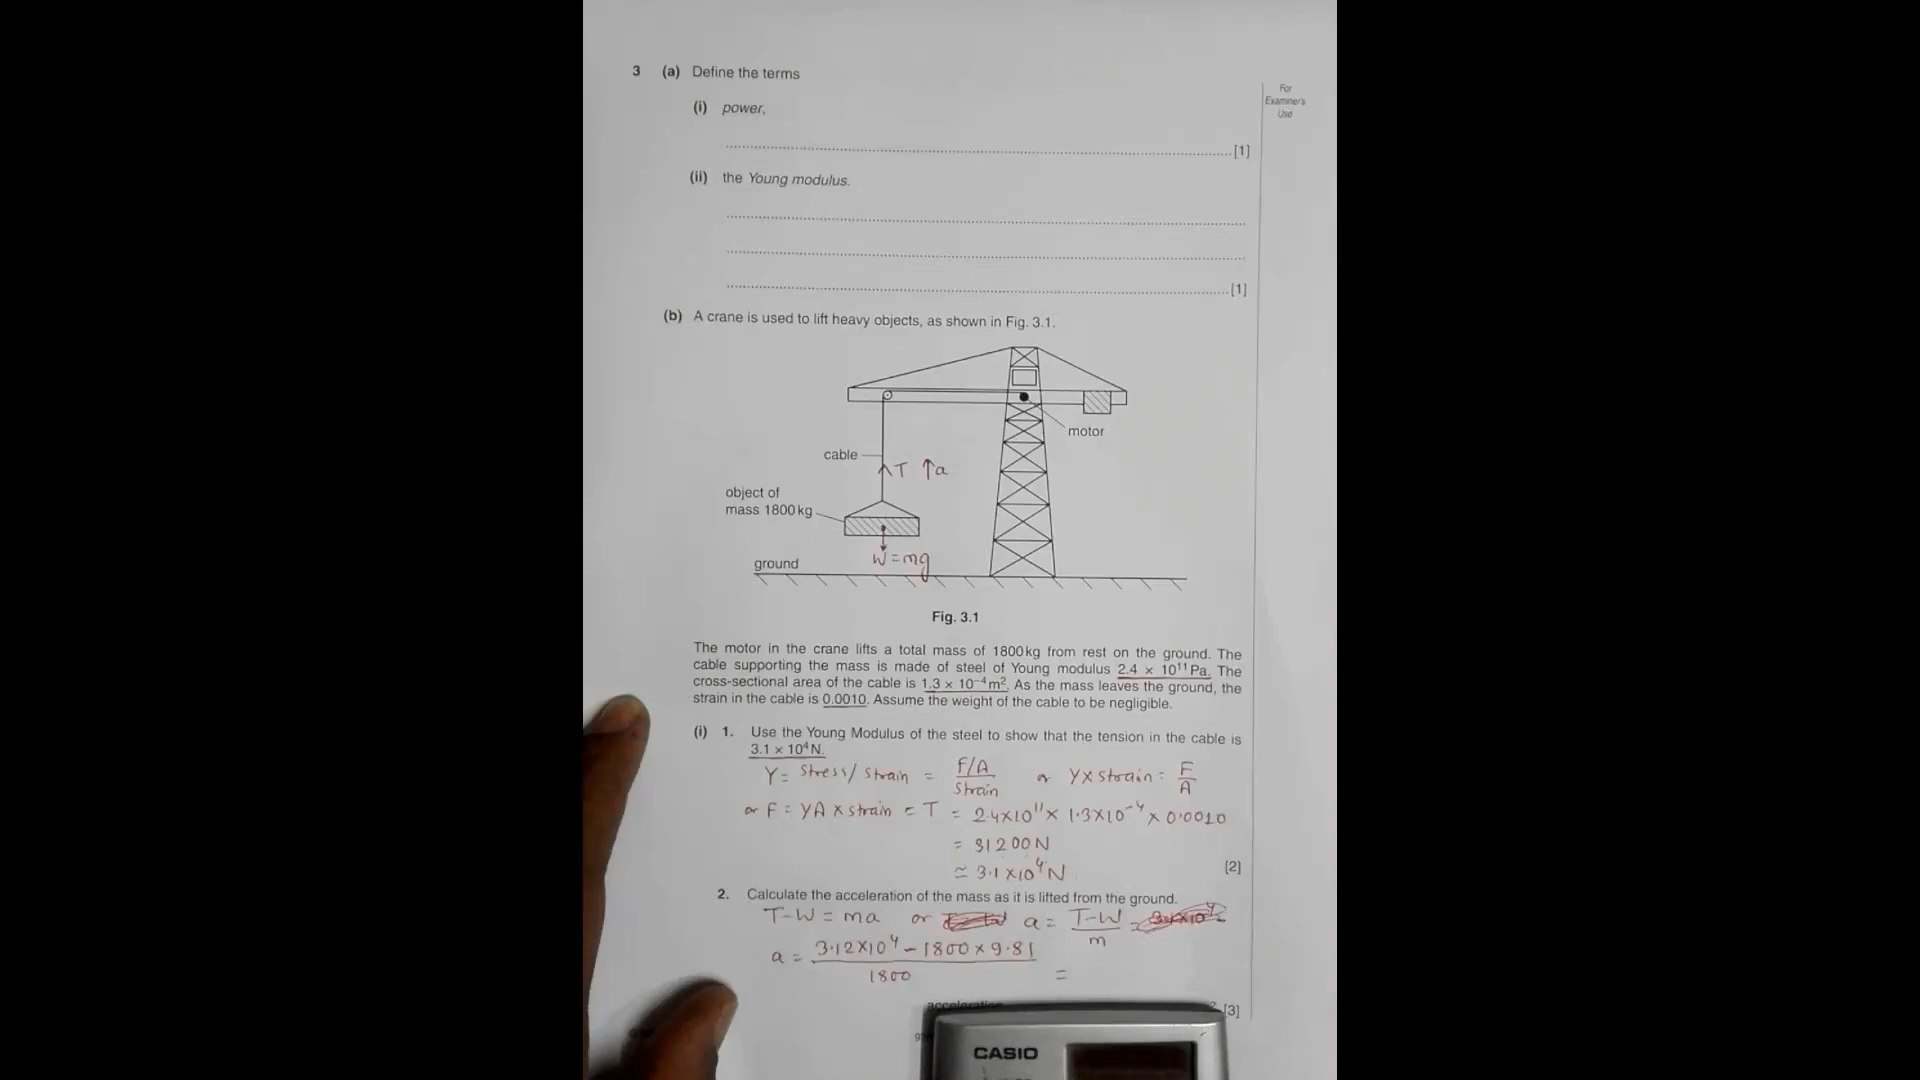 3 (a) Define the terms
For
Examiner's
Use
(i) power,
[1]
(ii) the Young modulus.
[1]
(b) A crane is used to lift heavy objects, as shown in Fig. 3.1.
motor
cable
T ↑a
object of
mass 1800 kg
W = mg
ground
Fig. 3.1
The motor in the crane lifts a total mass of 1800 kg from rest on the ground. The
cable supporting the mass is made of steel of Young modulus 2.4 × 10¹¹ Pa. The
cross-sectional area of the cable is 1.3 × 10⁻⁴ m². As the mass leaves the ground, the
strain in the cable is 0.0010. Assume the weight of the cable to be negligible.
(i) 1. Use the Young Modulus of the steel to show that the tension in the cable is
3.1 × 10⁴ N.
Y = Stress / Strain = F/A / Strain or Y × Strain = F / A
or F = YA × strain = T = 2.4×10¹¹ × 1.3×10⁻⁴ × 0.0010
= 31200 N
≃ 3.1 × 10⁴ N
[2]
2. Calculate the acceleration of the mass as it is lifted from the ground.
T - W = ma or a = T - W / m =
a = 3.12×10⁴ - 1800 × 9.81 / 1800 =
acceleration
[3]
CASIO